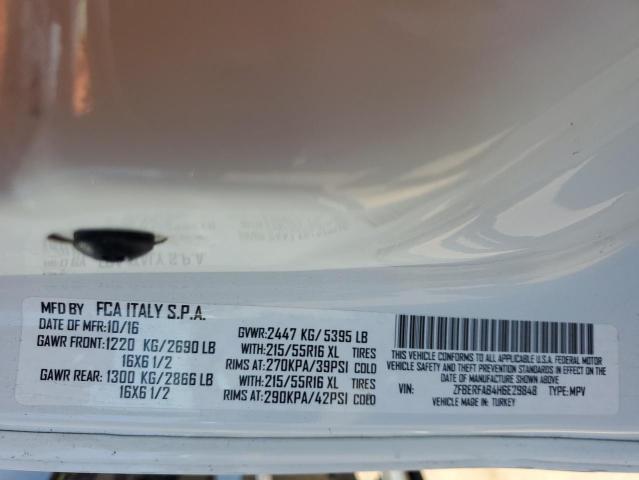 MFD BY FCA ITALY S.P.A.
DATE OF MFR:10/16
GAWR FRONT:1220 KG/2690 LB
16X6 1/2
GAWR REAR: 1300 KG/2866 LB
16X6 1/2
GVWR:2447 KG/5395 LB
WITH:215/55R16 XL TIRES
RIMS AT:270KPA/39PSI COLD
WITH:215/55R16 XL TIRES
RIMS AT:290KPA/42PSI COLD
THIS VEHICLE CONFORMS TO ALL APPLICABLE U.S.A. FEDERAL MOTOR
VEHICLE SAFETY AND THEFT PREVENTION STANDARDS IN EFFECT ON
THE DATE OF MANUFACTURE SHOWN ABOVE
VIN: ZFBERFAB4H6E29848 TYPE:MPV
VEHICLE MADE IN: TURKEY